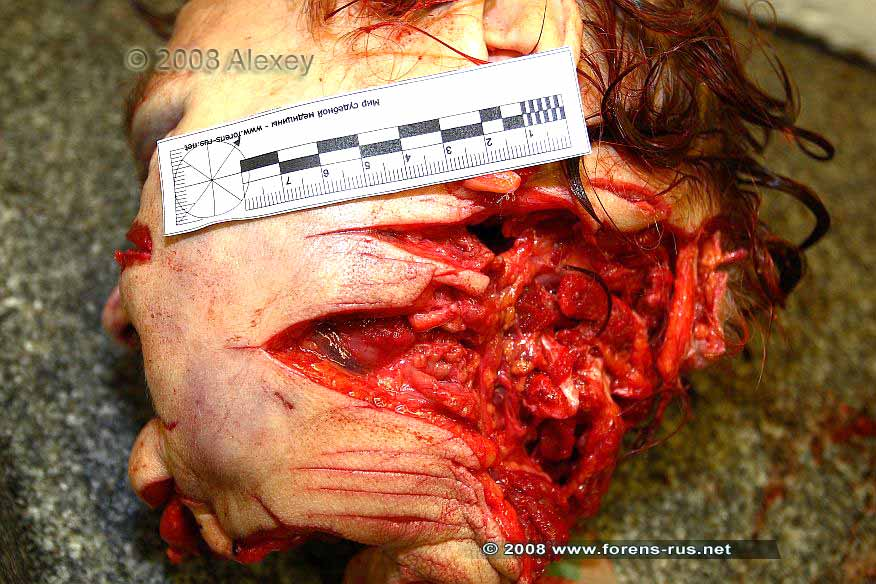 © 2008 Alexey
Мир судебной медицины - www.forens-rus.net
7 6 5 4 3 2 1
© 2008 www.forens-rus.net